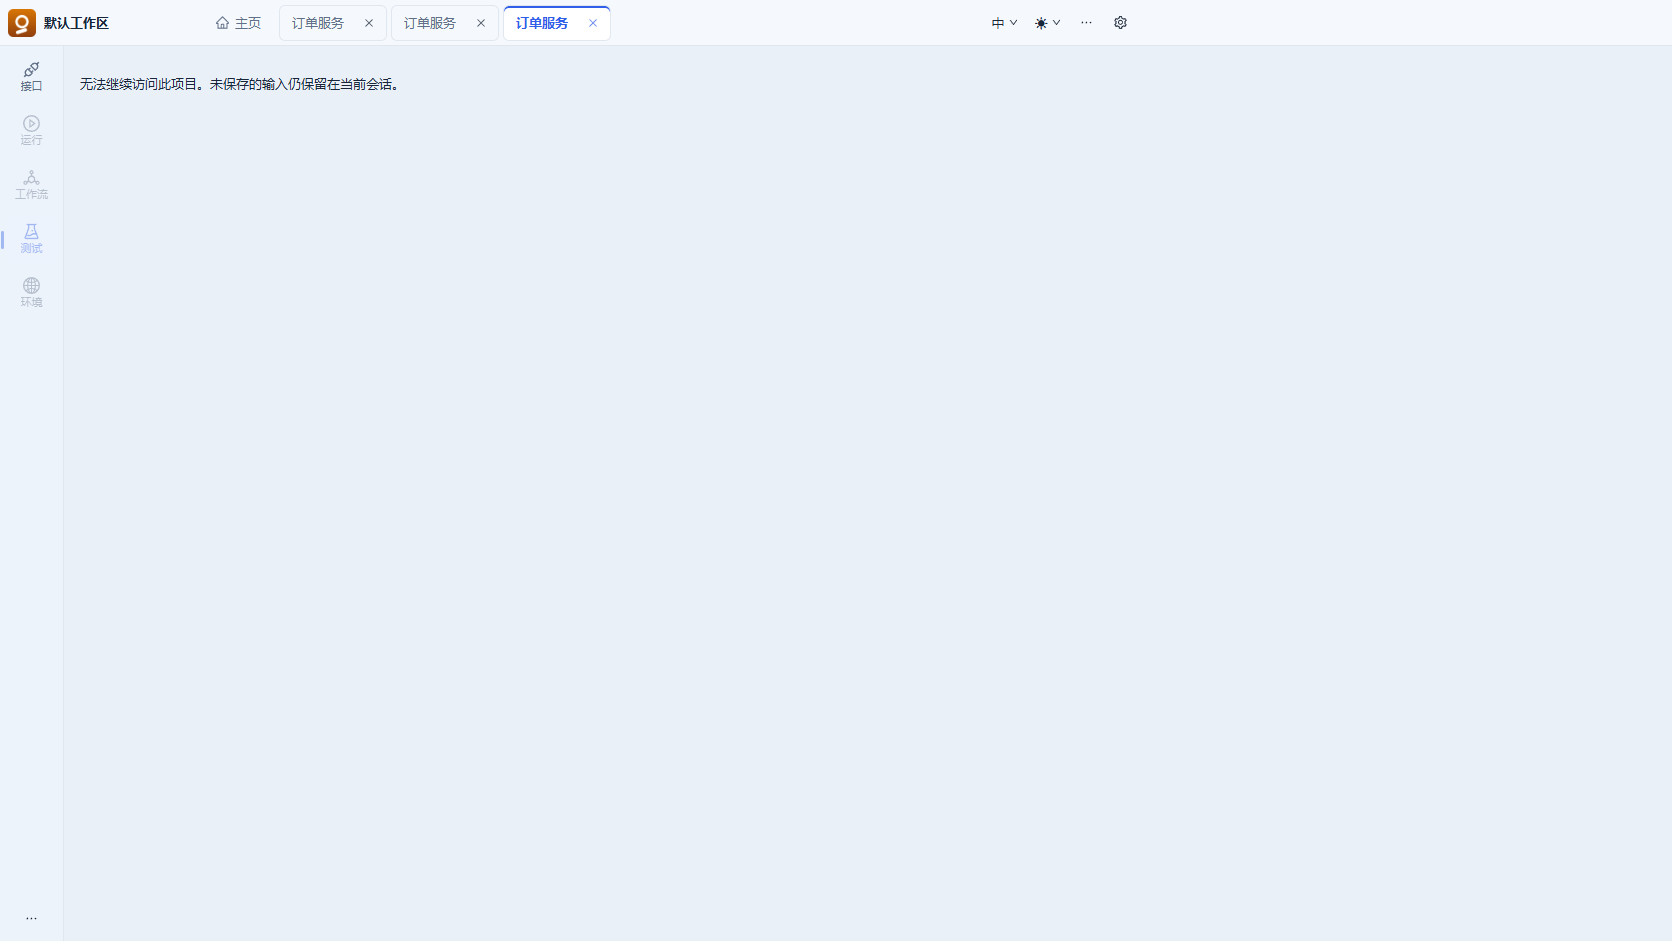 默认工作区
主页
订单服务
订单服务
订单服务
中
接口
运行
工作流
测试
环境
无法继续访问此项目。未保存的输入仍保留在当前会话。